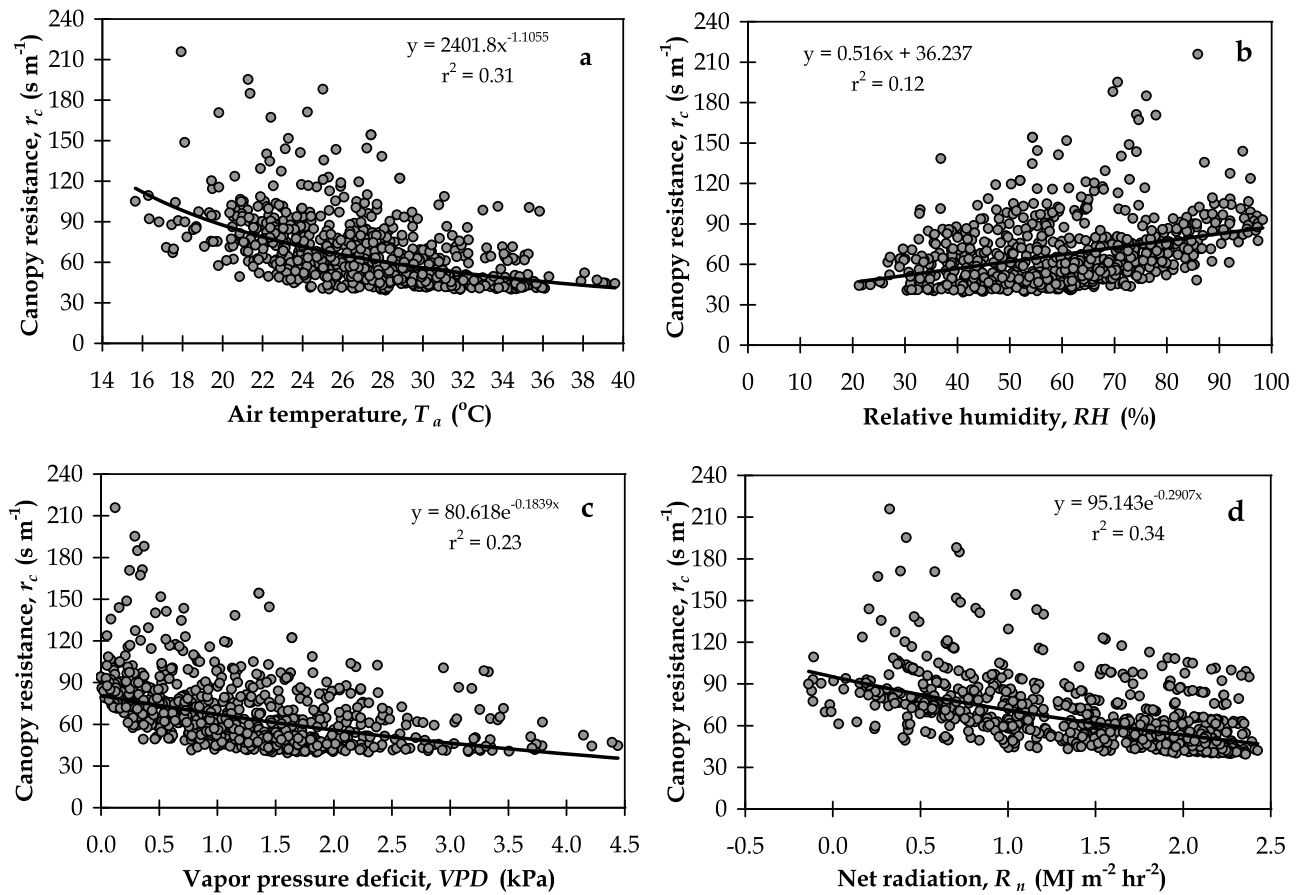 240
210
180
150
120
90
60
30
0
Canopy resistance, r_c (s m⁻¹)
y = 2401.8x⁻¹·¹⁰⁵⁵
r² = 0.31
a
14 16 18 20 22 24 26 28 30 32 34 36 38 40
Air temperature, T_a (°C)
240
210
180
150
120
90
60
30
0
Canopy resistance, r_c (s m⁻¹)
y = 0.516x + 36.237
r² = 0.12
b
0 10 20 30 40 50 60 70 80 90 100
Relative humidity, RH (%)
240
210
180
150
120
90
60
30
0
Canopy resistance, r_c (s m⁻¹)
y = 80.618e⁻⁰·¹⁸³⁹ˣ
r² = 0.23
c
0.0 0.5 1.0 1.5 2.0 2.5 3.0 3.5 4.0 4.5
Vapor pressure deficit, VPD (kPa)
240
210
180
150
120
90
60
30
0
Canopy resistance, r_c (s m⁻¹)
y = 95.143e⁻⁰·²⁹⁰⁷ˣ
r² = 0.34
d
-0.5 0.0 0.5 1.0 1.5 2.0 2.5
Net radiation, R_n (MJ m⁻² hr⁻²)